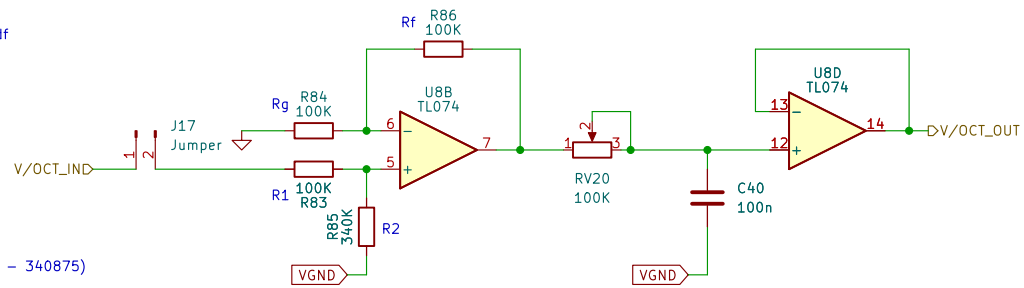 df
Rf
R86
100K
U8D
TL074
Rg
R84
100K
U8B
TL074
J17
Jumper
1
2
V/OCT_IN
6
5
7
R1
100K
R83
R85
340K
R2
VGND
- 340875)
1
2
3
RV20
100K
C40
100n
VGND
13
12
14
V/OCT_OUT